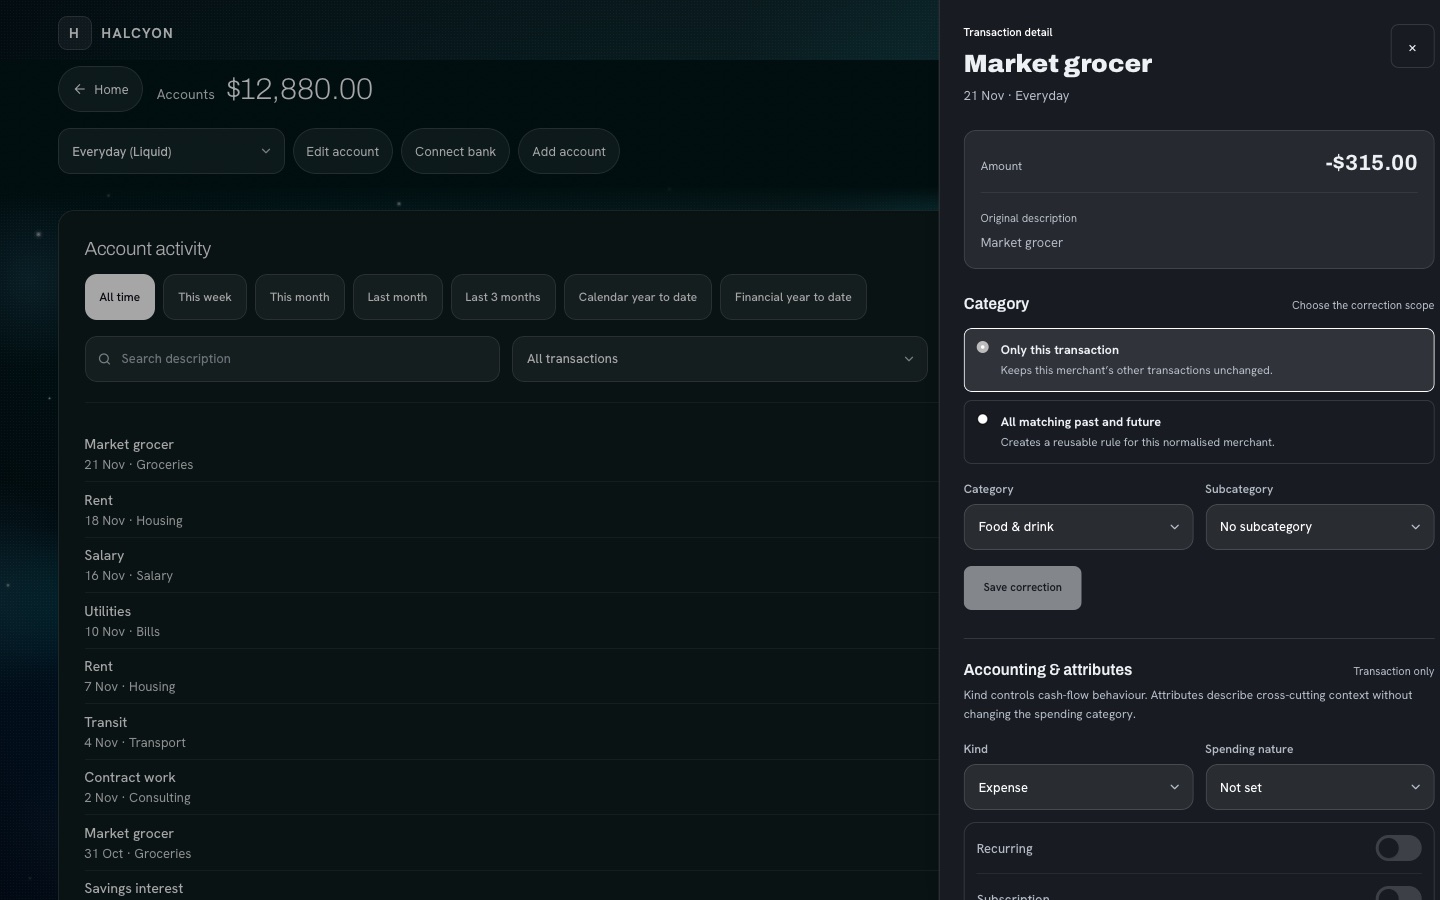 H HALCYON
Home Accounts $12,880.00
Everyday (Liquid) Edit account Connect bank Add account
Account activity
All time This week This month Last month Last 3 months Calendar year to date Financial year to date
Search description All transactions
Market grocer
21 Nov · Groceries
Rent
18 Nov · Housing
Salary
16 Nov · Salary
Utilities
10 Nov · Bills
Rent
7 Nov · Housing
Transit
4 Nov · Transport
Contract work
2 Nov · Consulting
Market grocer
31 Oct · Groceries
Savings interest
Transaction detail
Market grocer
21 Nov · Everyday
×
Amount -$315.00
Original description
Market grocer
Category Choose the correction scope
Only this transaction
Keeps this merchant's other transactions unchanged.
All matching past and future
Creates a reusable rule for this normalised merchant.
Category Subcategory
Food & drink No subcategory
Save correction
Accounting & attributes Transaction only
Kind controls cash-flow behaviour. Attributes describe cross-cutting context without
changing the spending category.
Kind Spending nature
Expense Not set
Recurring
Subscription